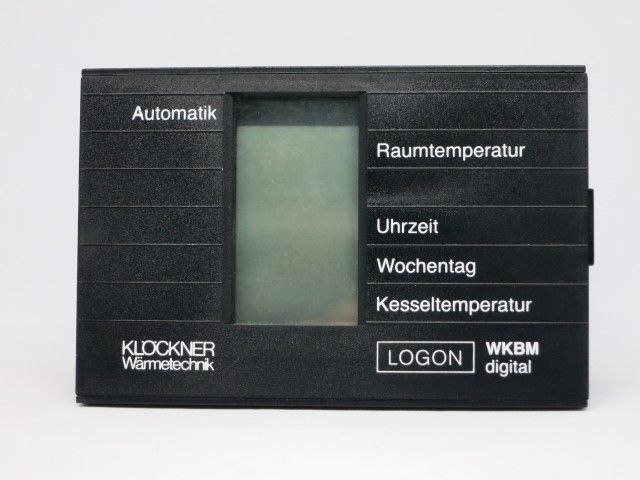 Automatik
Raumtemperatur
Uhrzeit
Wochentag
Kesseltemperatur
KLÖCKNER
Wärmetechnik
LOGON
WKBM
digital